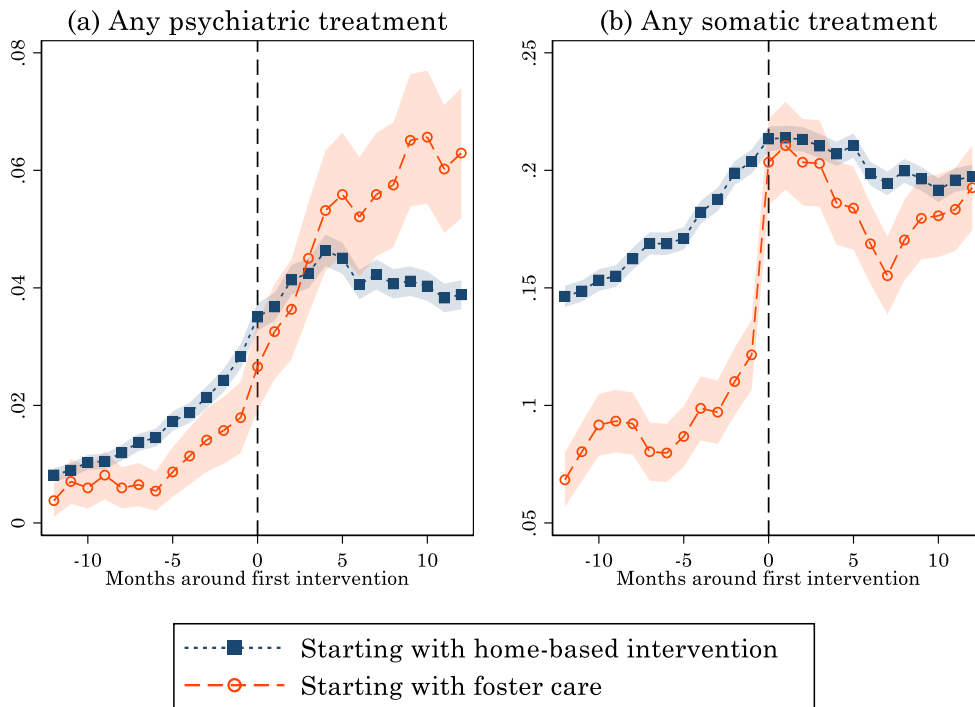 (a) Any psychiatric treatment
(b) Any somatic treatment
.08
.06
.04
.02
0
.25
.2
.15
.1
.05
-10 -5 0 5 10
-10 -5 0 5 10
Months around first intervention
Months around first intervention
Starting with home-based intervention
Starting with foster care